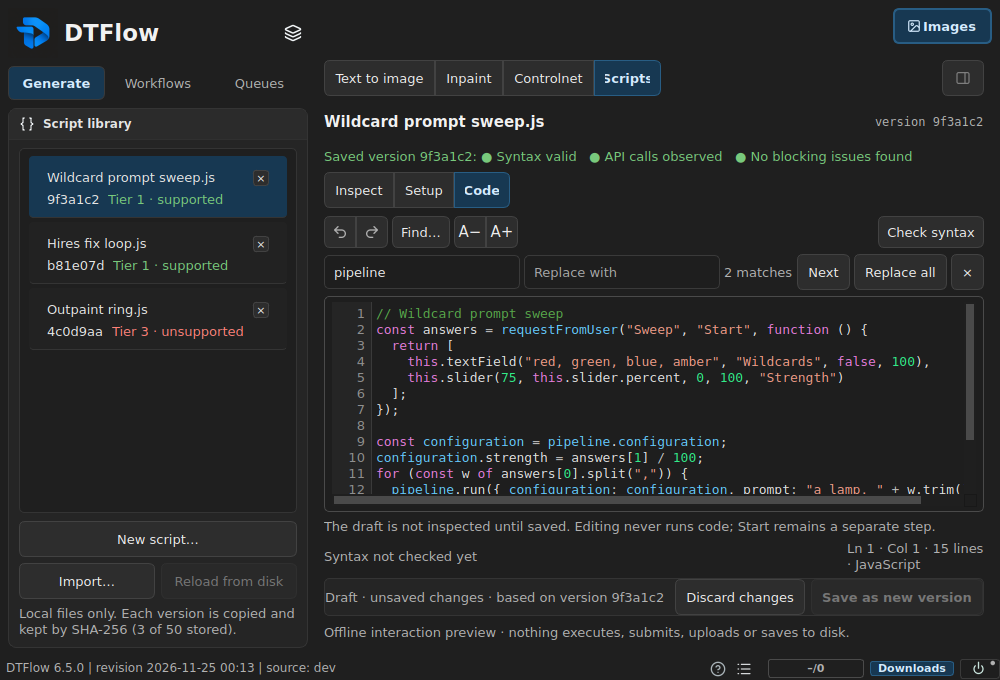 DTFlow
Images
Generate
Workflows
Queues
Text to image
Inpaint
Controlnet
Scripts
{} Script library
Wildcard prompt sweep.js
9f3a1c2 Tier 1 · supported
Hires fix loop.js
b81e07d Tier 1 · supported
Outpaint ring.js
4c0d9aa Tier 3 · unsupported
New script…
Import…
Reload from disk
Local files only. Each version is copied and
kept by SHA-256 (3 of 50 stored).
Wildcard prompt sweep.js
version 9f3a1c2
Saved version 9f3a1c2: ● Syntax valid ● API calls observed ● No blocking issues found
Inspect
Setup
Code
Find…
A−
A+
Check syntax
pipeline
Replace with
2 matches
Next
Replace all
×
1 // Wildcard prompt sweep
2 const answers = requestFromUser("Sweep", "Start", function () {
3   return [
4     this.textField("red, green, blue, amber", "Wildcards", false, 100),
5     this.slider(75, this.slider.percent, 0, 100, "Strength")
6   ];
7 });
8
9 const configuration = pipeline.configuration;
10 configuration.strength = answers[1] / 100;
11 for (const w of answers[0].split(",")) {
12   pipeline.run({ configuration: configuration, prompt: "a lamp, " + w.trim(
The draft is not inspected until saved. Editing never runs code; Start remains a separate step.
Syntax not checked yet
Ln 1 · Col 1 · 15 lines
· JavaScript
Draft · unsaved changes · based on version 9f3a1c2
Discard changes
Save as new version
Offline interaction preview · nothing executes, submits, uploads or saves to disk.
DTFlow 6.5.0 | revision 2026-11-25 00:13 | source: dev
–/0
Downloads